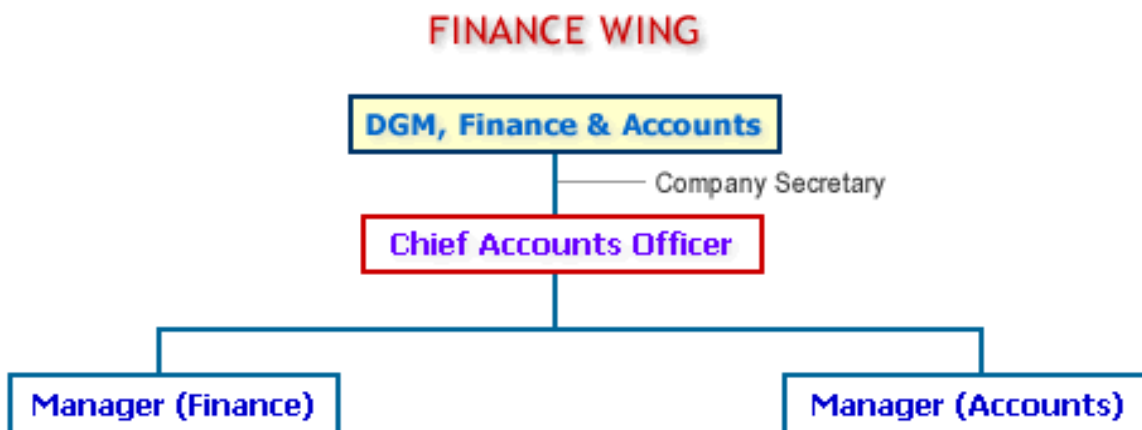 FINANCE WING
DGM, Finance & Accounts
Company Secretary
Chief Accounts Officer
Manager (Finance)
Manager (Accounts)